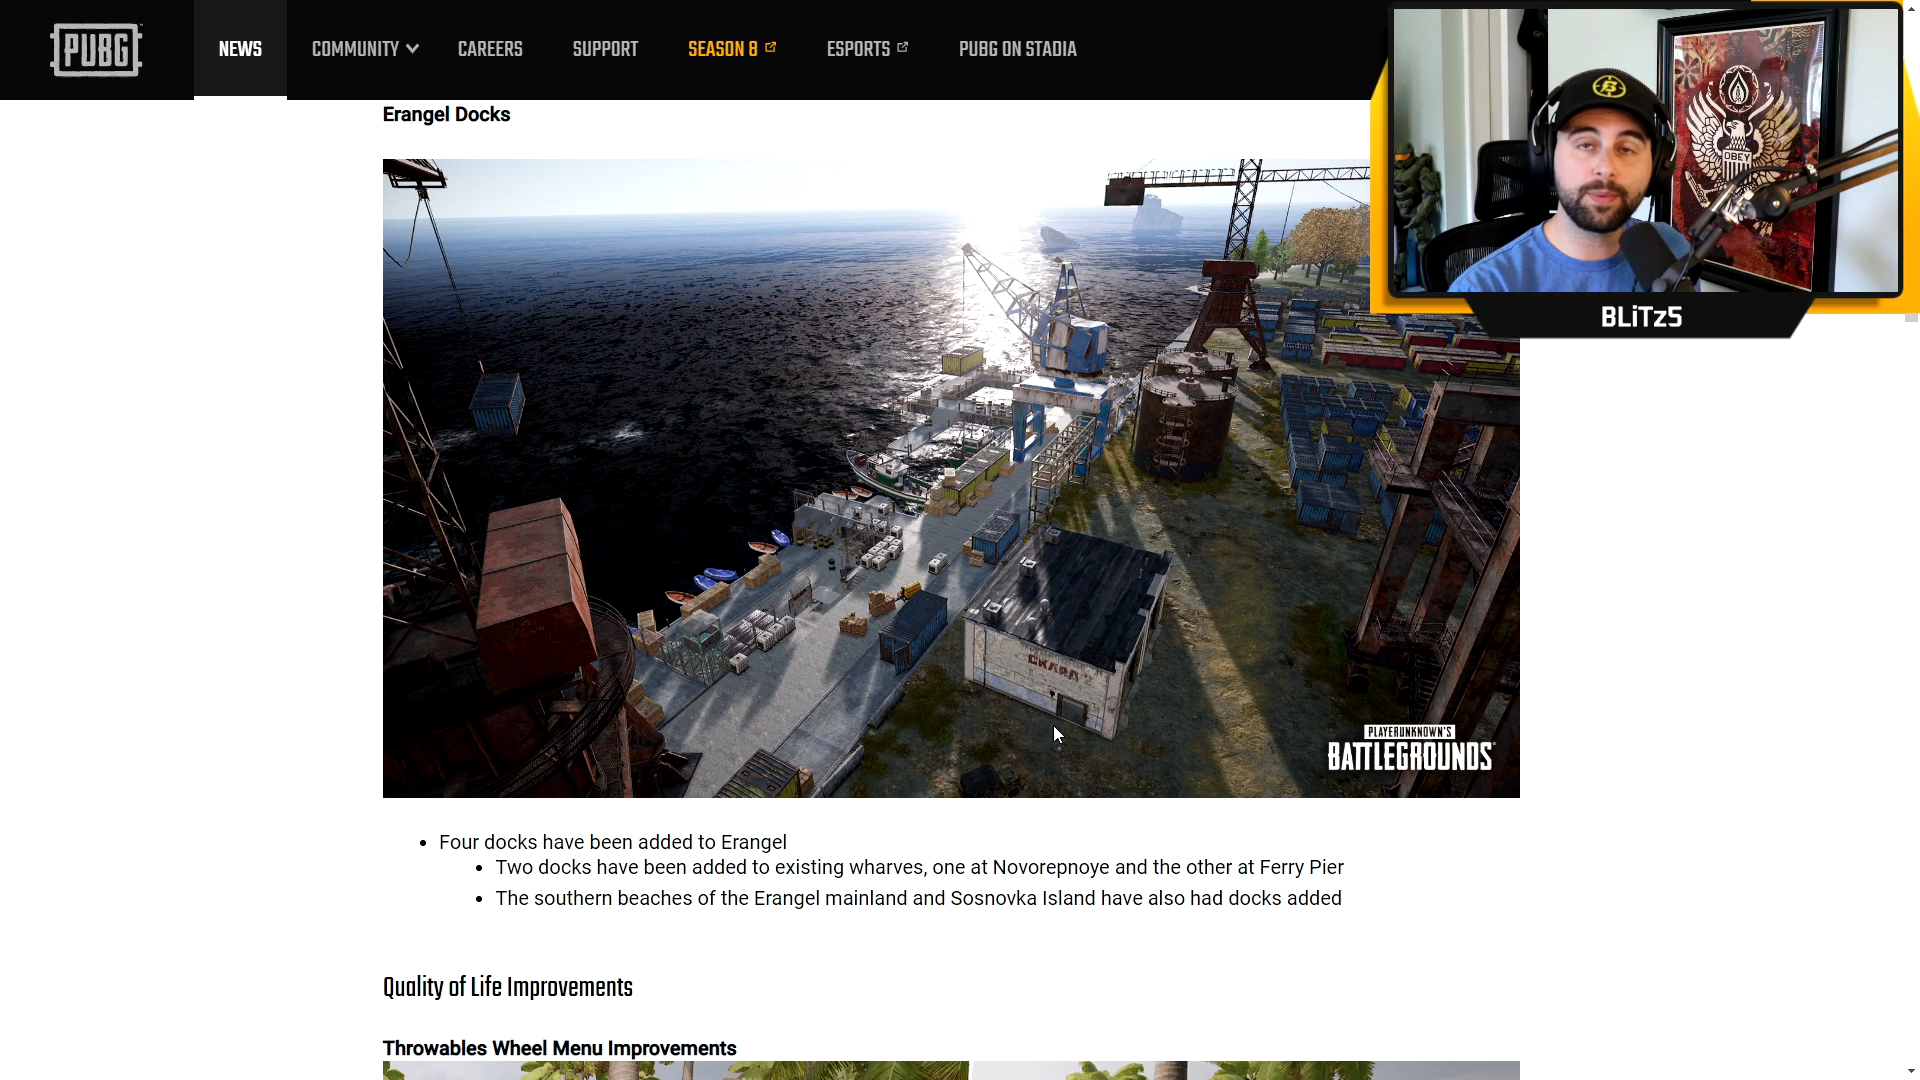 PUBG
NEWS
COMMUNITY
CAREERS
SUPPORT
SEASON 8
ESPORTS
PUBG ON STADIA
OBEY
BLiTz5
Erangel Docks
СКЛАД
PLAYERUNKNOWN'S
BATTLEGROUNDS
Four docks have been added to Erangel
Two docks have been added to existing wharves, one at Novorepnoye and the other at Ferry Pier
The southern beaches of the Erangel mainland and Sosnovka Island have also had docks added
Quality of Life Improvements
Throwables Wheel Menu Improvements